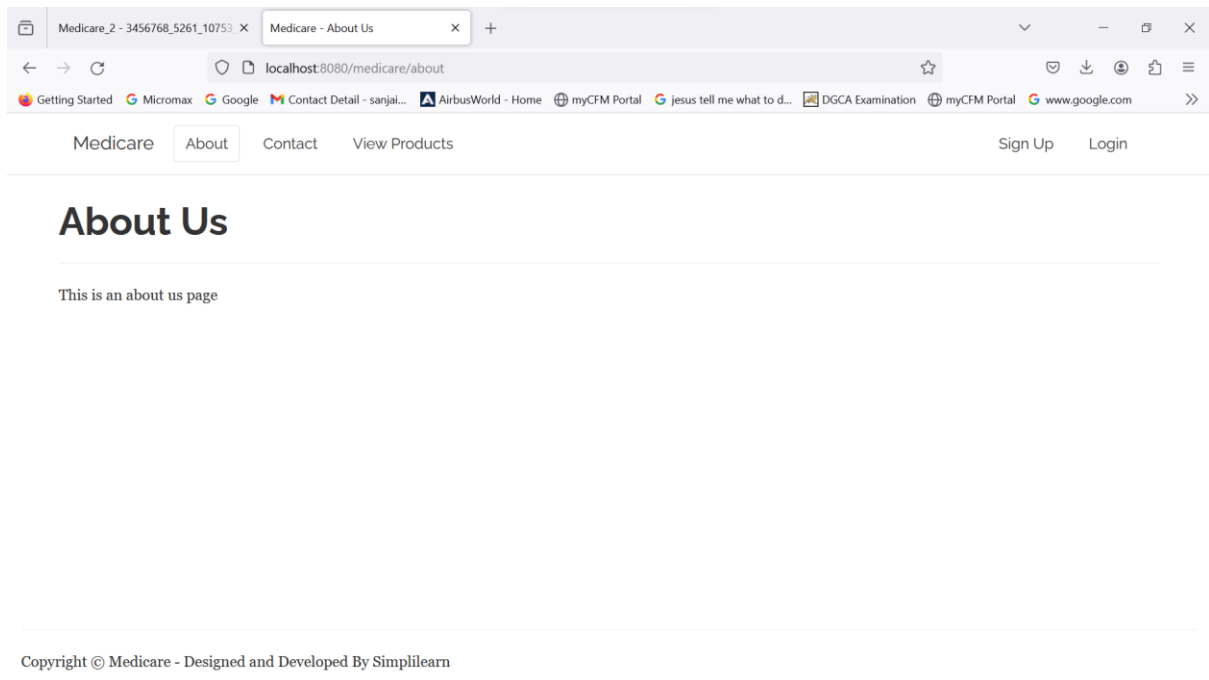 Medicare_2 - 3456768_5261_10753_ Medicare - About Us
localhost:8080/medicare/about
Getting Started Micromax Google Contact Detail - sanjai... AirbusWorld - Home myCFM Portal jesus tell me what to d... DGCA Examination myCFM Portal www.google.com
Medicare About Contact View Products Sign Up Login
About Us
This is an about us page
Copyright © Medicare - Designed and Developed By Simplilearn